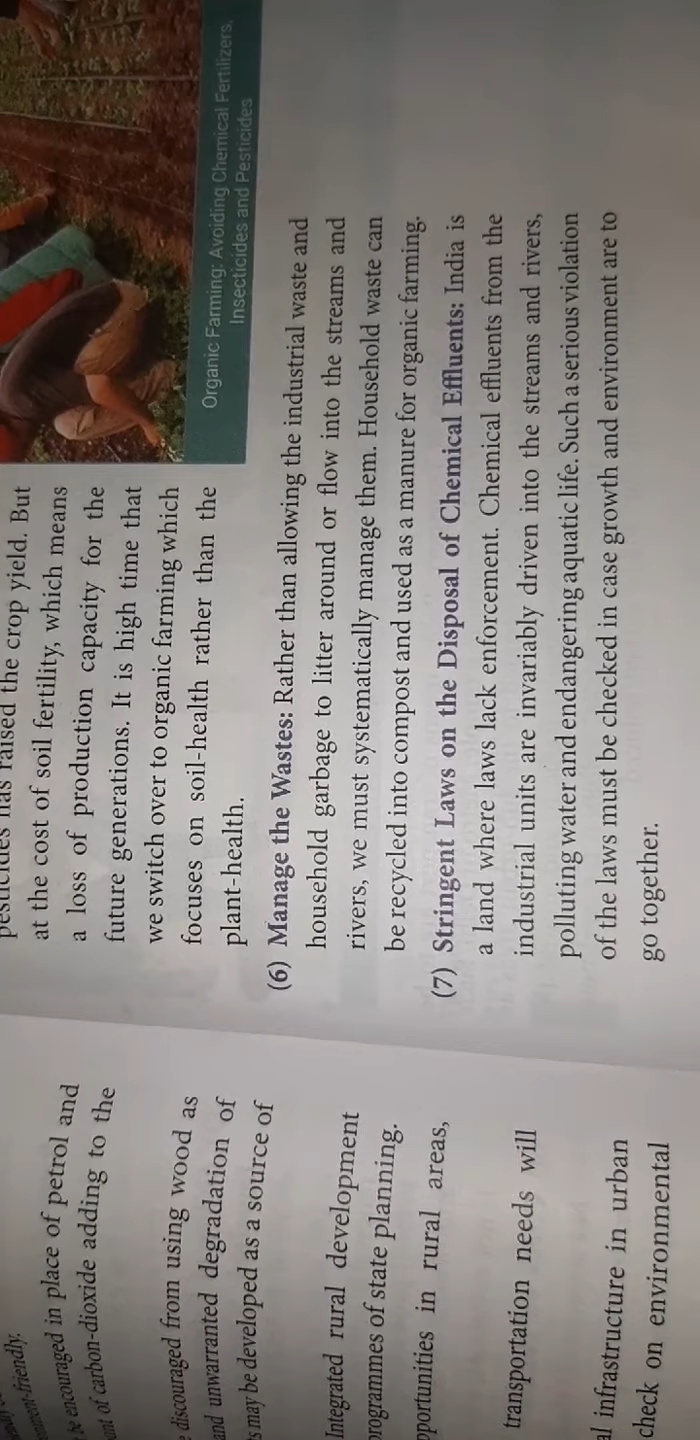 encouraged in place of petrol and
of carbon-dioxide adding to the
discouraged from using wood as
and unwarranted degradation of
may be developed as a source of
Integrated rural development
programmes of state planning.
opportunities in rural areas,
transportation needs will
infrastructure in urban
check on environmental
pesticides has raised the crop yield. But
at the cost of soil fertility, which means
a loss of production capacity for the
future generations. It is high time that
we switch over to organic farming which
focuses on soil-health rather than the
plant-health.
Organic Farming: Avoiding Chemical Fertilizers,
Insecticides and Pesticides
(6) Manage the Wastes: Rather than allowing the industrial waste and
household garbage to litter around or flow into the streams and
rivers, we must systematically manage them. Household waste can
be recycled into compost and used as a manure for organic farming.
(7) Stringent Laws on the Disposal of Chemical Effluents: India is
a land where laws lack enforcement. Chemical effluents from the
industrial units are invariably driven into the streams and rivers,
polluting water and endangering aquatic life. Such a serious violation
of the laws must be checked in case growth and environment are to
go together.